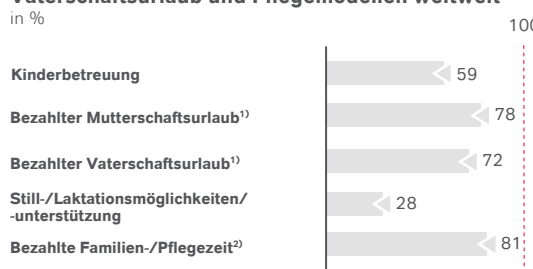 Vaterschaftsurlaub und Pflegemodellen weltweit
in %
100
Kinderbetreuung 59
Bezahlter Mutterschaftsurlaub¹⁾ 78
Bezahlter Vaterschaftsurlaub¹⁾ 72
Still-/Laktationsmöglichkeiten/
-unterstützung 28
Bezahlte Familien-/Pflegezeit²⁾ 81